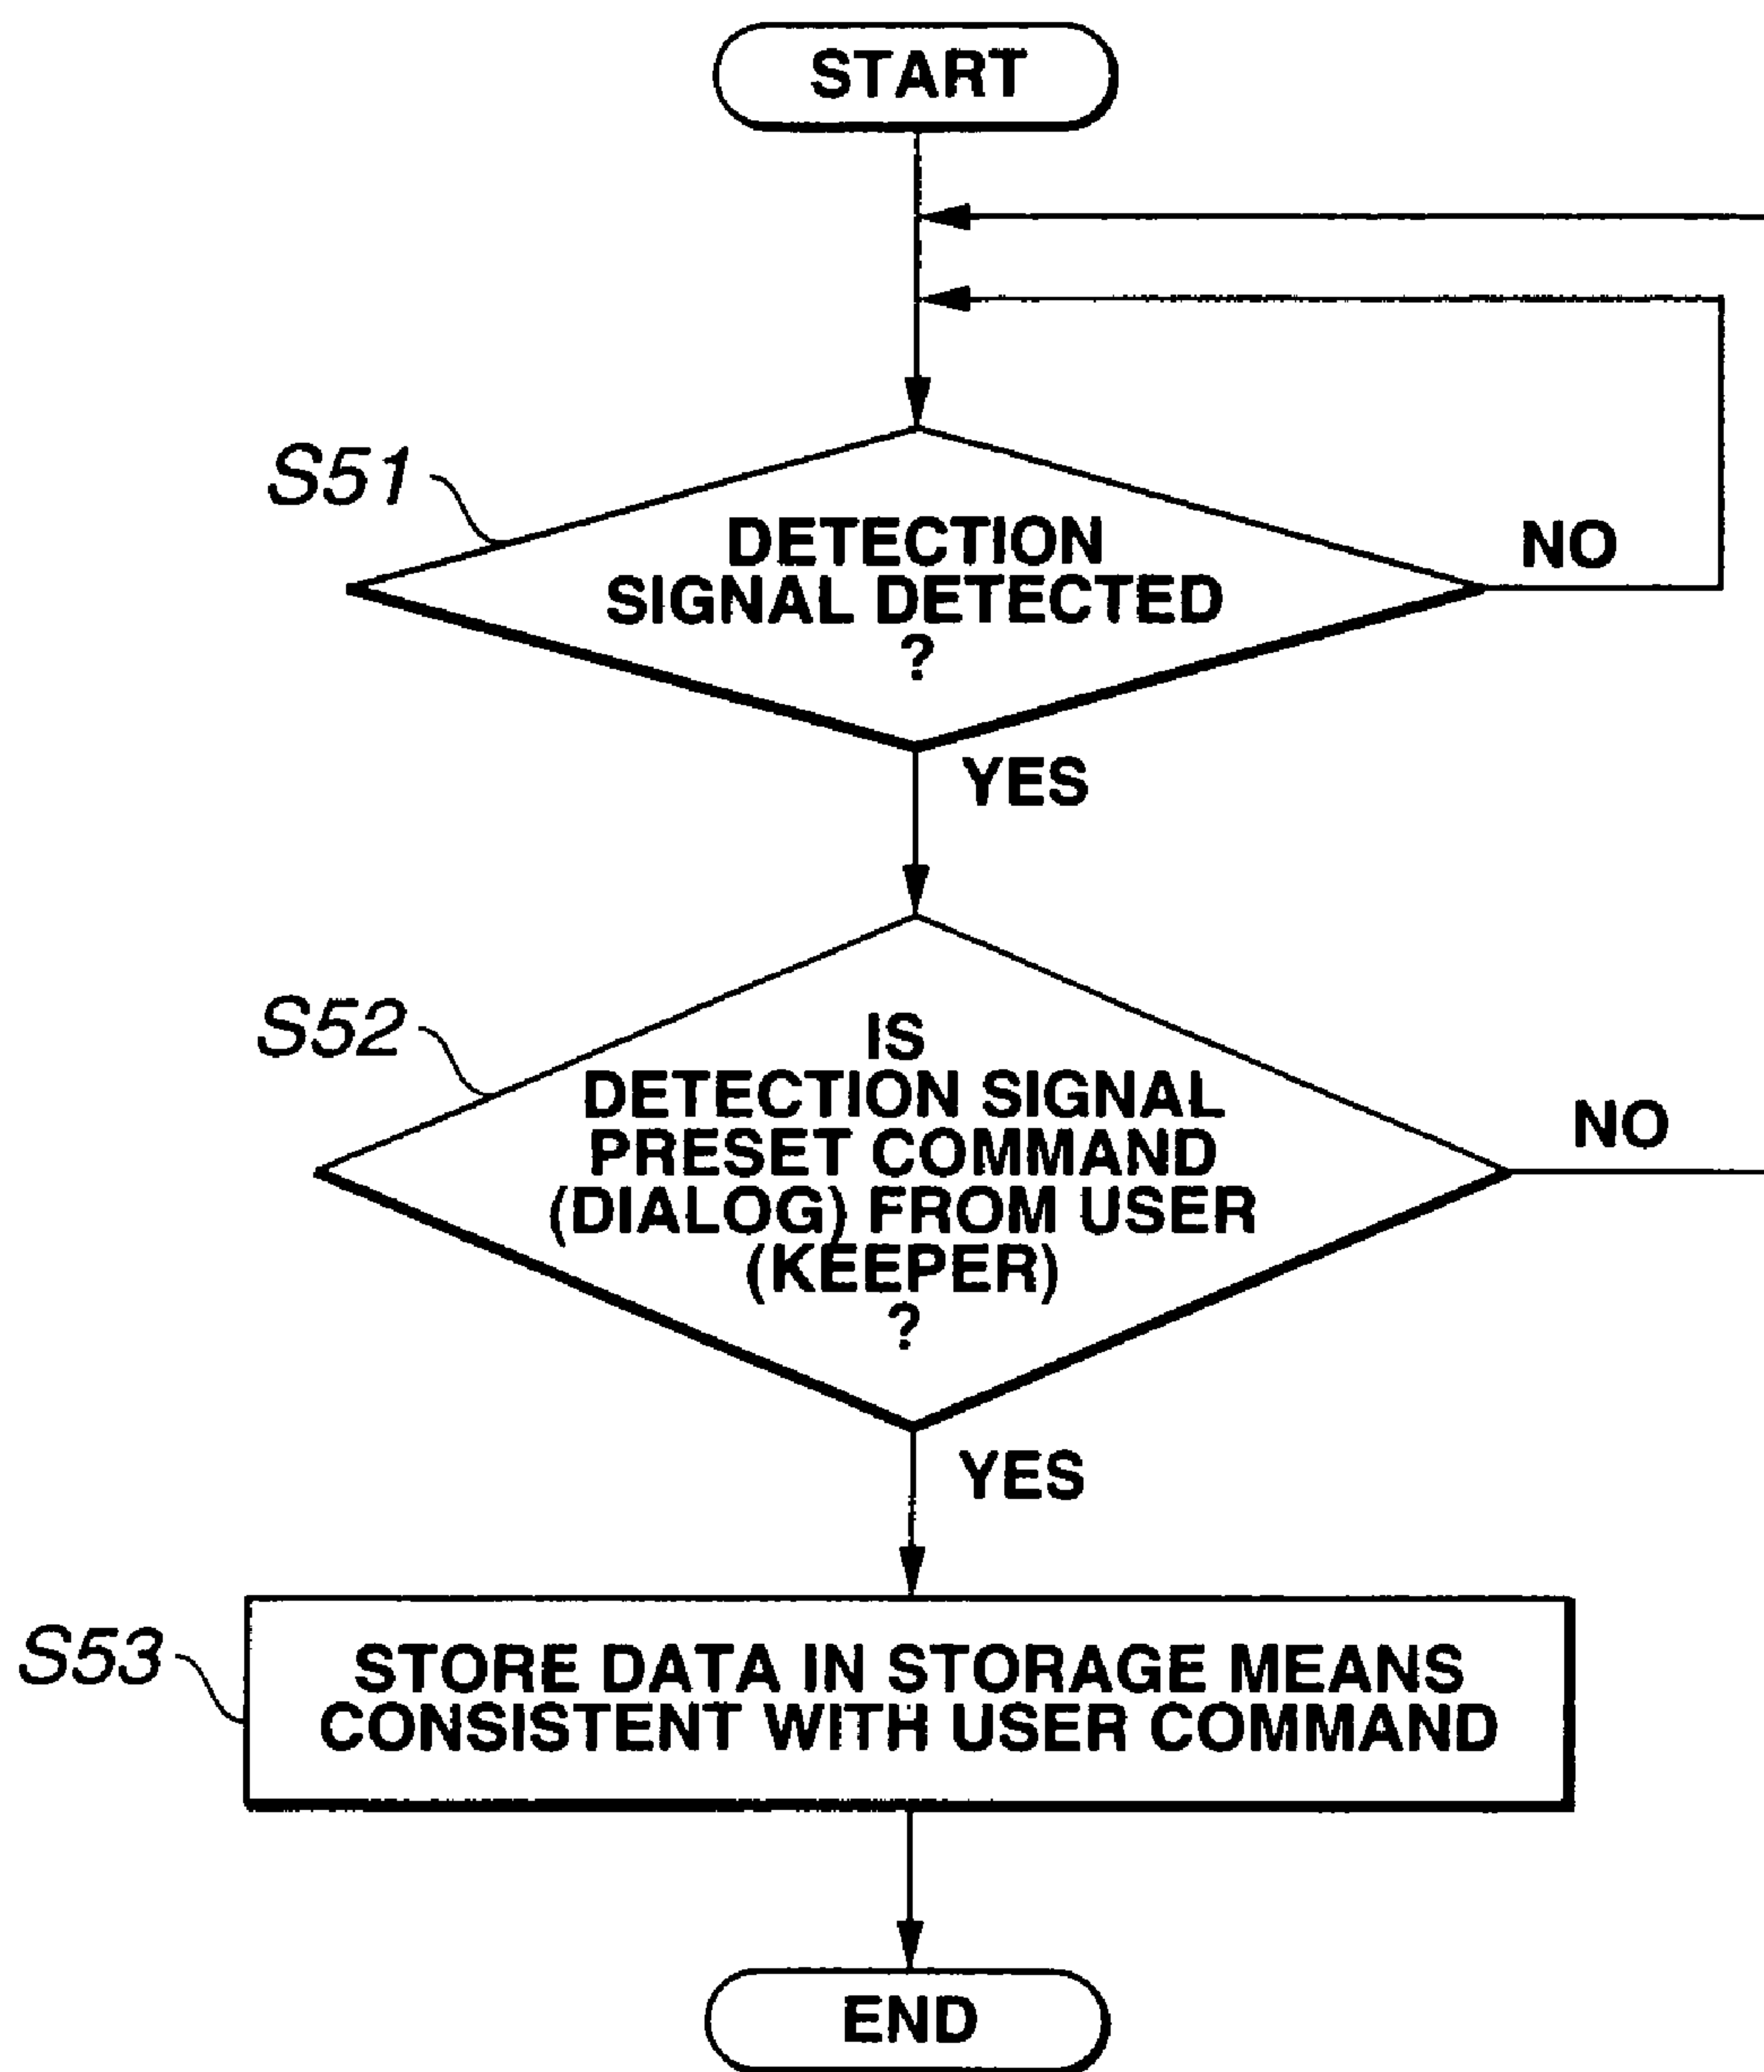 START
S51
DETECTION
SIGNAL DETECTED
?
NO
YES
S52
IS
DETECTION SIGNAL
PRESET COMMAND
(DIALOG) FROM USER
(KEEPER)
?
NO
YES
S53
STORE DATA IN STORAGE MEANS
CONSISTENT WITH USER COMMAND
END